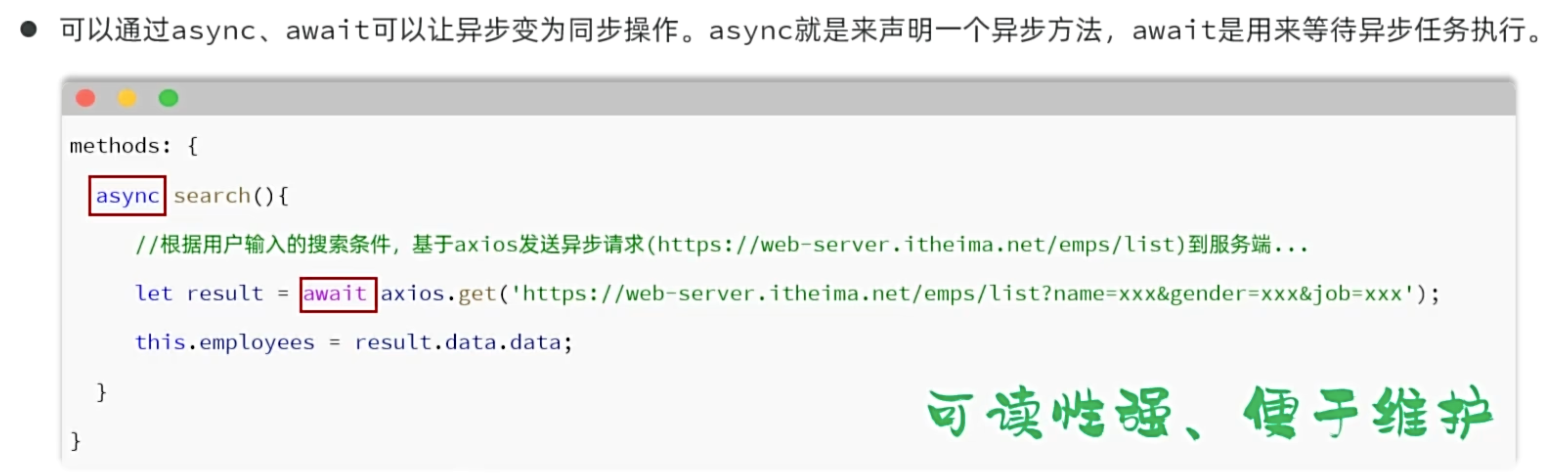 ● 可以通过async、await可以让异步变为同步操作。async就是来声明一个异步方法，await是用来等待异步任务执行。
methods: {
async search(){
//根据用户输入的搜索条件，基于axios发送异步请求(https://web-server.itheima.net/emps/list)到服务端...
let result = await axios.get('https://web-server.itheima.net/emps/list?name=xxx&gender=xxx&job=xxx');
this.employees = result.data.data;
}
}
可读性强、便于维护